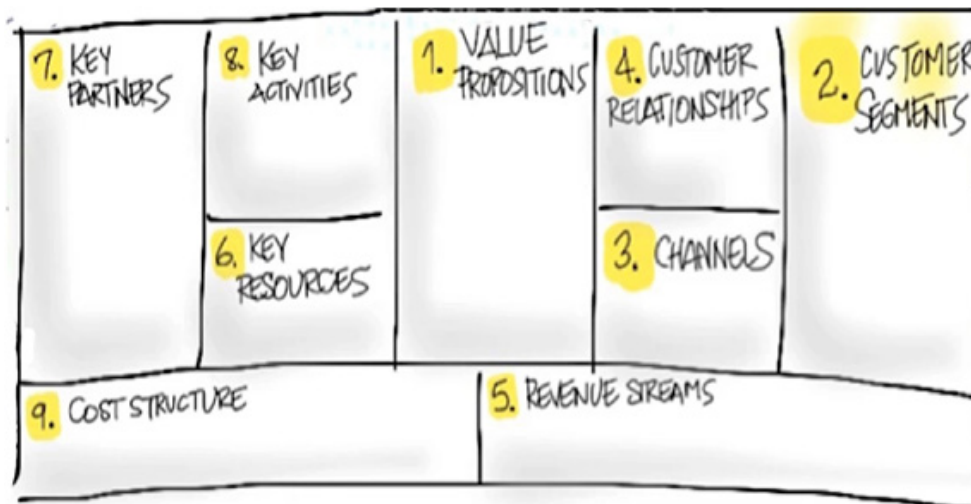 7. KEY
PARTNERS
8. KEY
ACTIVITIES
6. KEY
RESOURCES
1. VALUE
PROPOSITIONS
4. CUSTOMER
RELATIONSHIPS
3. CHANNELS
2. CUSTOMER
SEGMENTS
9. COST STRUCTURE
5. REVENUE STREAMS